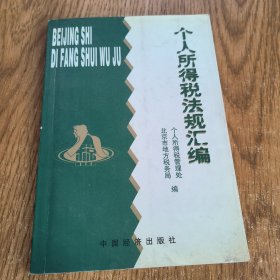 BEIJING SHI
DI FANG SHUI WU JU
个人所得税法规汇编
个人所得税管理处
北京市地方税务局
编
中国经济出版社